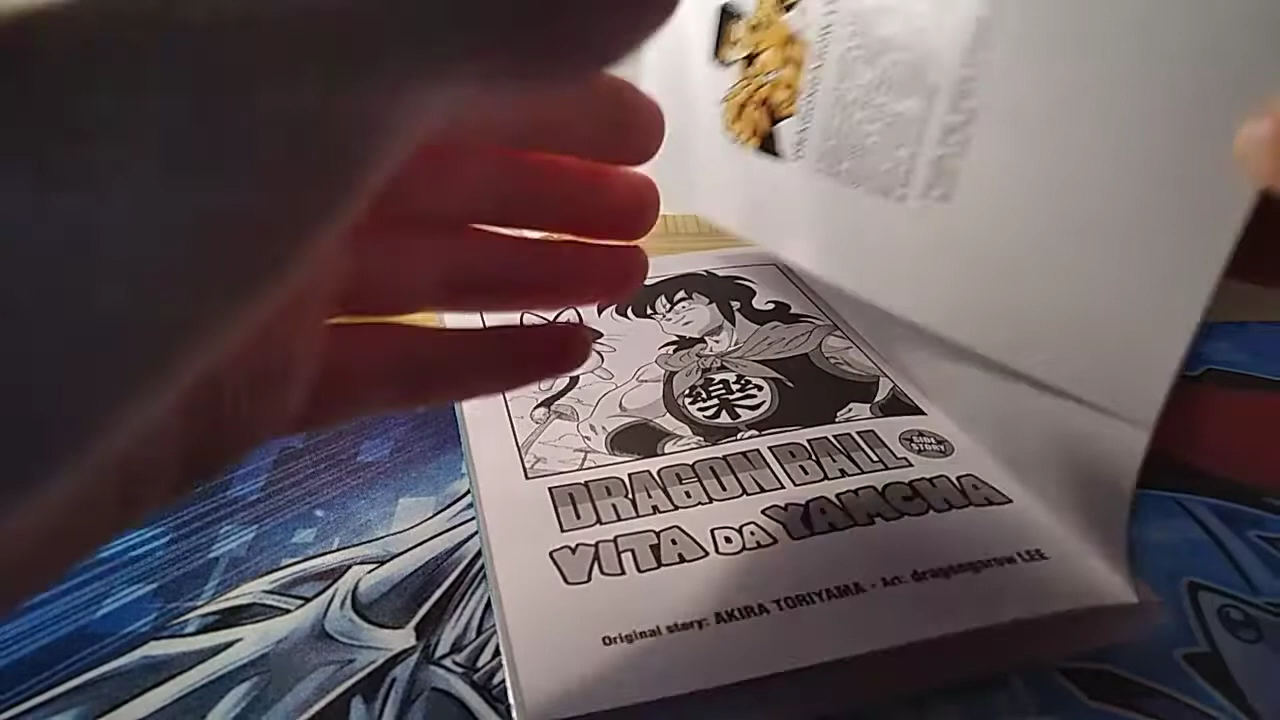 樂
DRAGON BALL
SIDE
STORY
VITA DA YAMCHA
Original story: AKIRA TORIYAMA - Art: dragongarow LEE